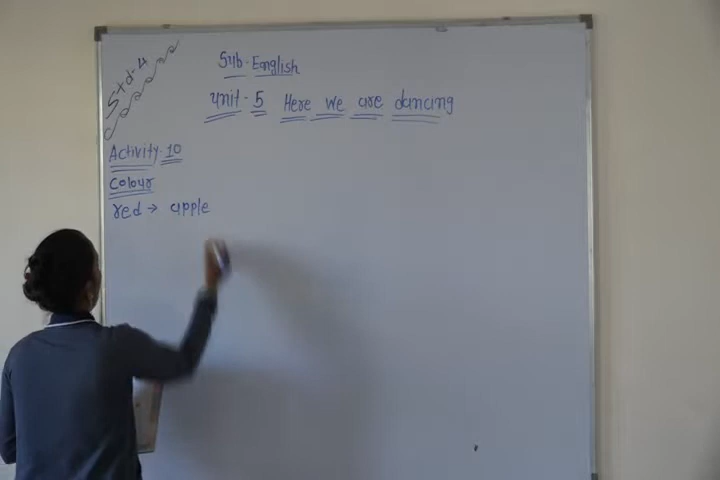 Std-4
Sub-English
Unit-5 Here we are dancing
Activity-10
Colour
red → apple